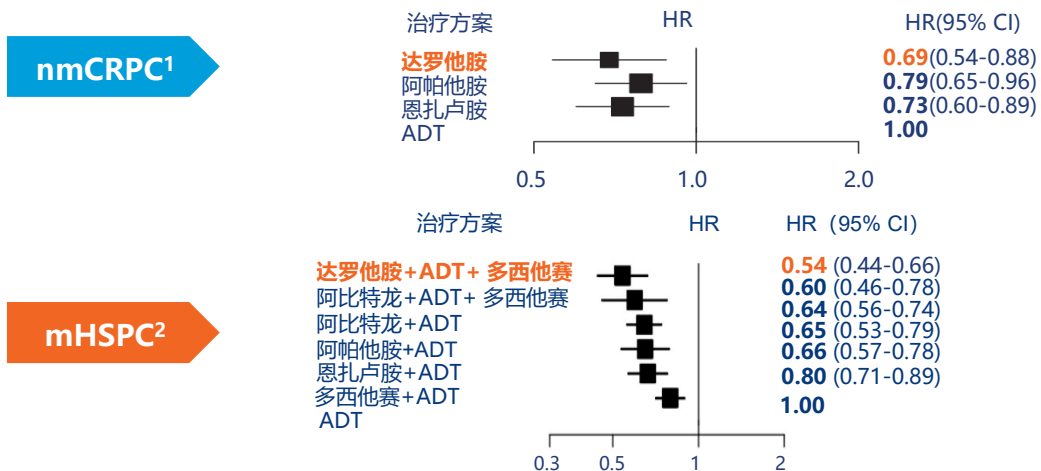 nmCRPC1
治疗方案 HR HR(95% CI)
达罗他胺 0.69(0.54-0.88)
阿帕他胺 0.79(0.65-0.96)
恩扎卢胺 0.73(0.60-0.89)
ADT 1.00
0.5 1.0 2.0
mHSPC2
治疗方案 HR HR (95% CI)
达罗他胺+ADT+ 多西他赛 0.54 (0.44-0.66)
阿比特龙+ADT+ 多西他赛 0.60 (0.46-0.78)
阿比特龙+ADT 0.64 (0.56-0.74)
阿帕他胺+ADT 0.65 (0.53-0.79)
恩扎卢胺+ADT 0.66 (0.57-0.78)
多西他赛+ADT 0.80 (0.71-0.89)
ADT 1.00
0.3 0.5 1 2